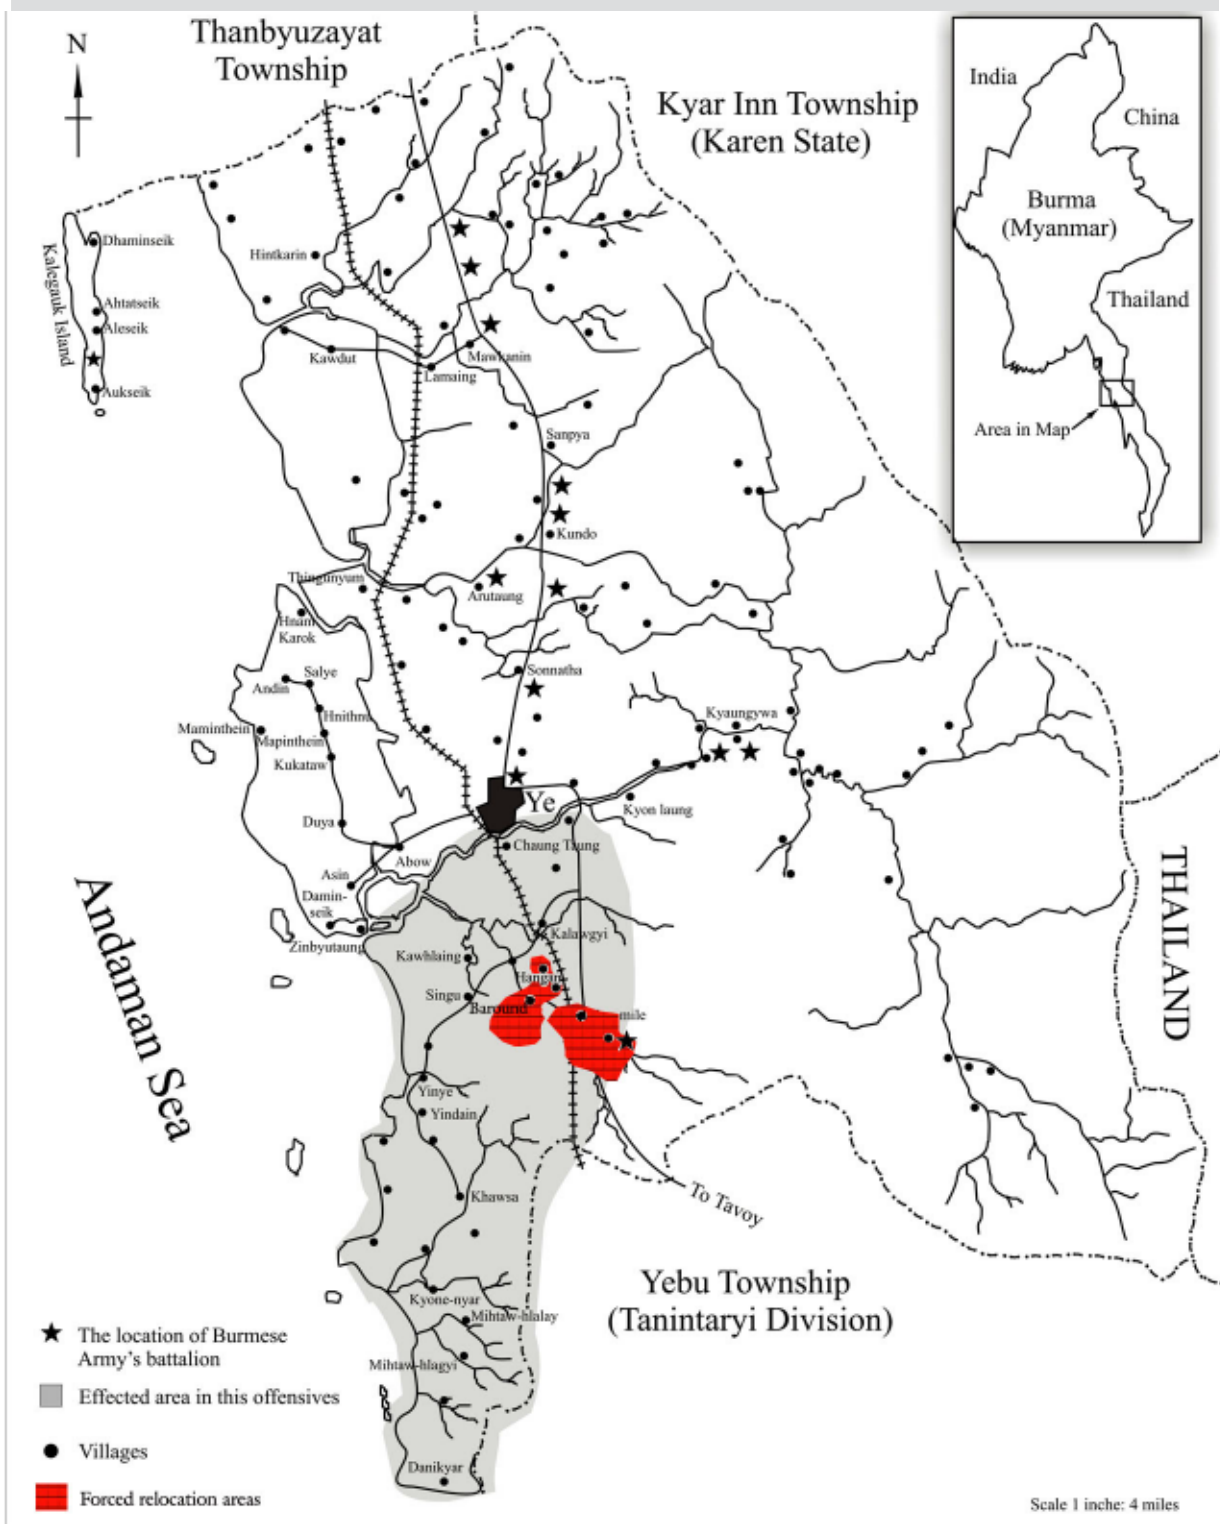 N
Thanbyuzayat
Township
Kyar Inn Township
(Karen State)
India
China
Burma
(Myanmar)
Thailand
Area in Map
Kalegauk Island
Dhaminseik
Ahtatseik
Aleseik
Aukseik
Hintkarin
Kawdut
Lamaing
Mawkanin
Sanpya
Kundo
Thingunyum
Arutaung
Hnam
Karok
Salye
Andin
Sonnatha
Hnithnu
Kyaungywa
Maminthein
Mapinthein
Kukataw
Ye
Kyon laung
Duya
Chaung Taung
Abow
Asin
Damin-
seik
Zinbyutaung
Kalawgyi
Kawhlaing
Hangan
Singu
Baround
mile
THAILAND
Andaman Sea
Yinye
Yindain
Khawsa
To Tavoy
Yebu Township
(Tanintaryi Division)
Kyone-nyar
Mihtaw-hlalay
Mihtaw-hlagyi
Danikyar
The location of Burmese
Army's battalion
Effected area in this offensives
Villages
Forced relocation areas
Scale 1 inche: 4 miles